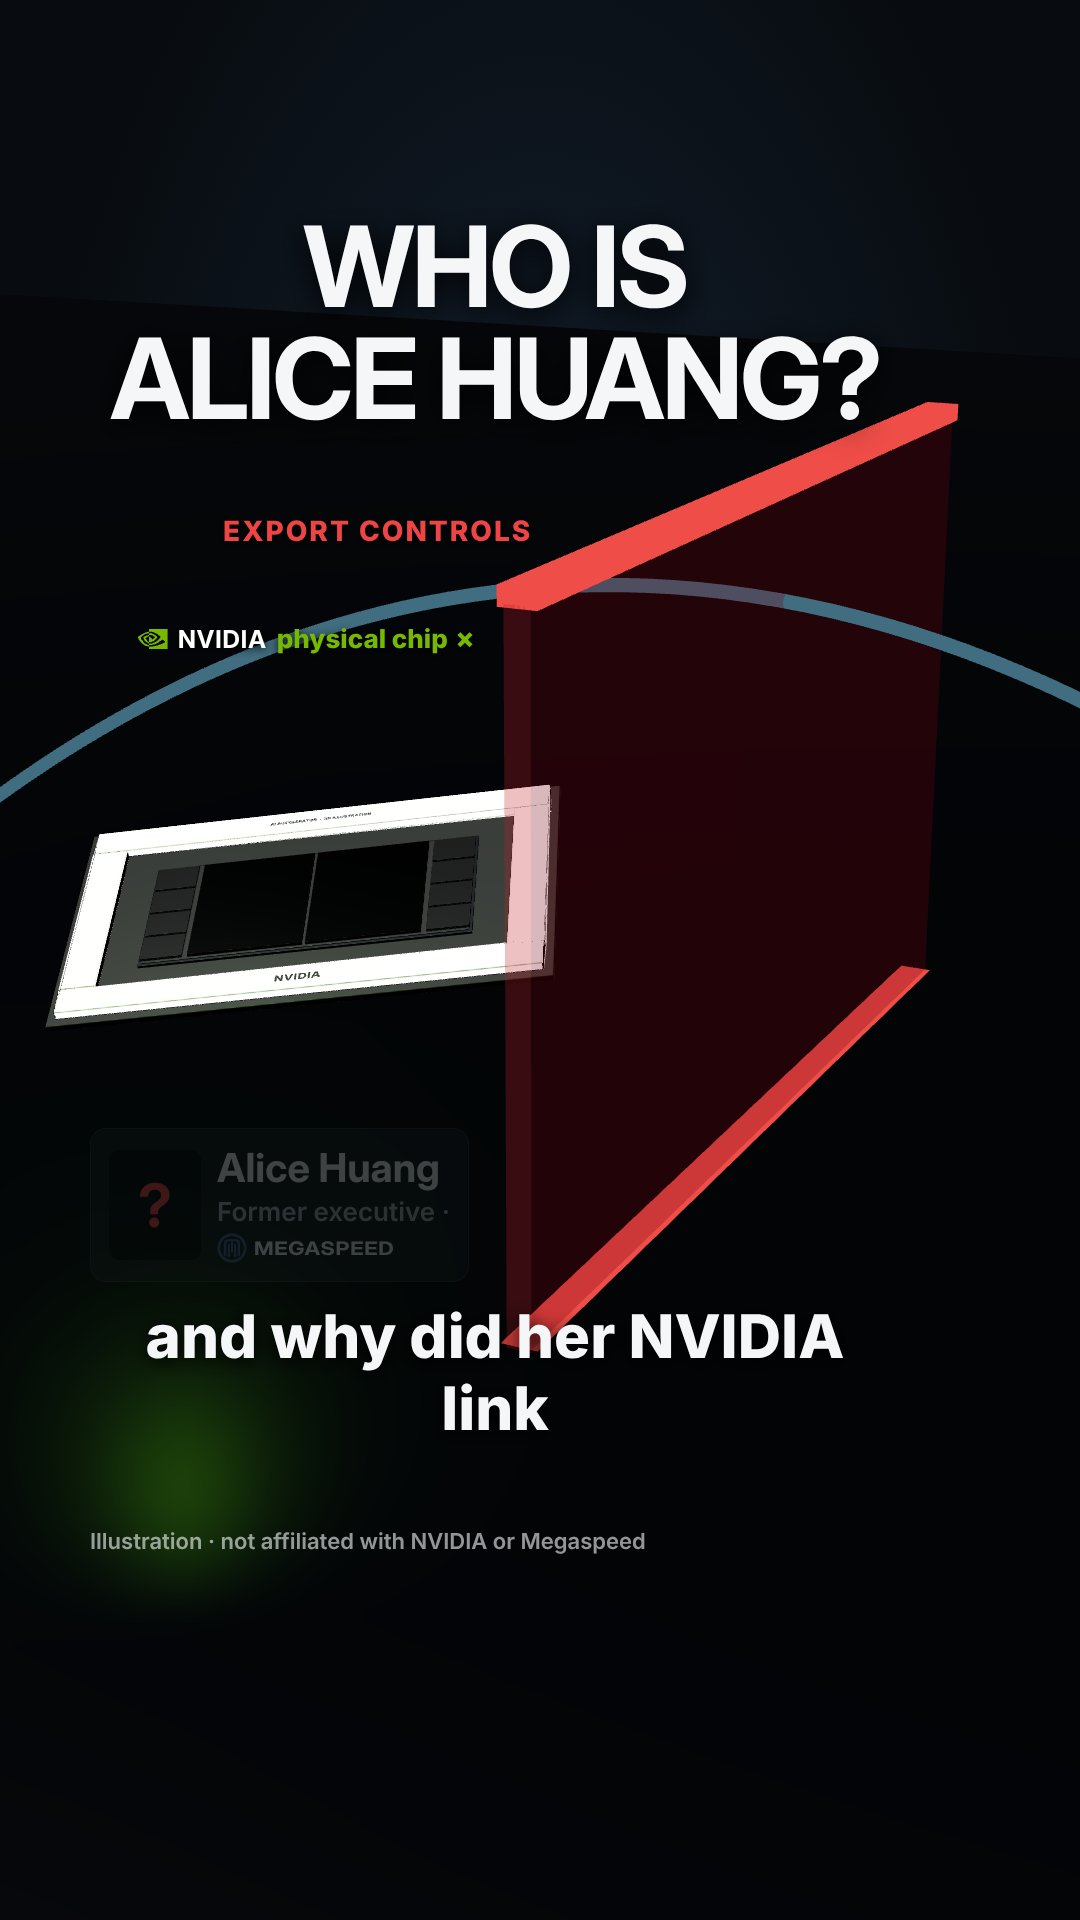 WHO IS
ALICE HUANG?
EXPORT CONTROLS
NVIDIA physical chip ×
NVIDIA
Alice Huang
?
Former executive ·
MEGASPEED
and why did her NVIDIA
link
Illustration · not affiliated with NVIDIA or Megaspeed